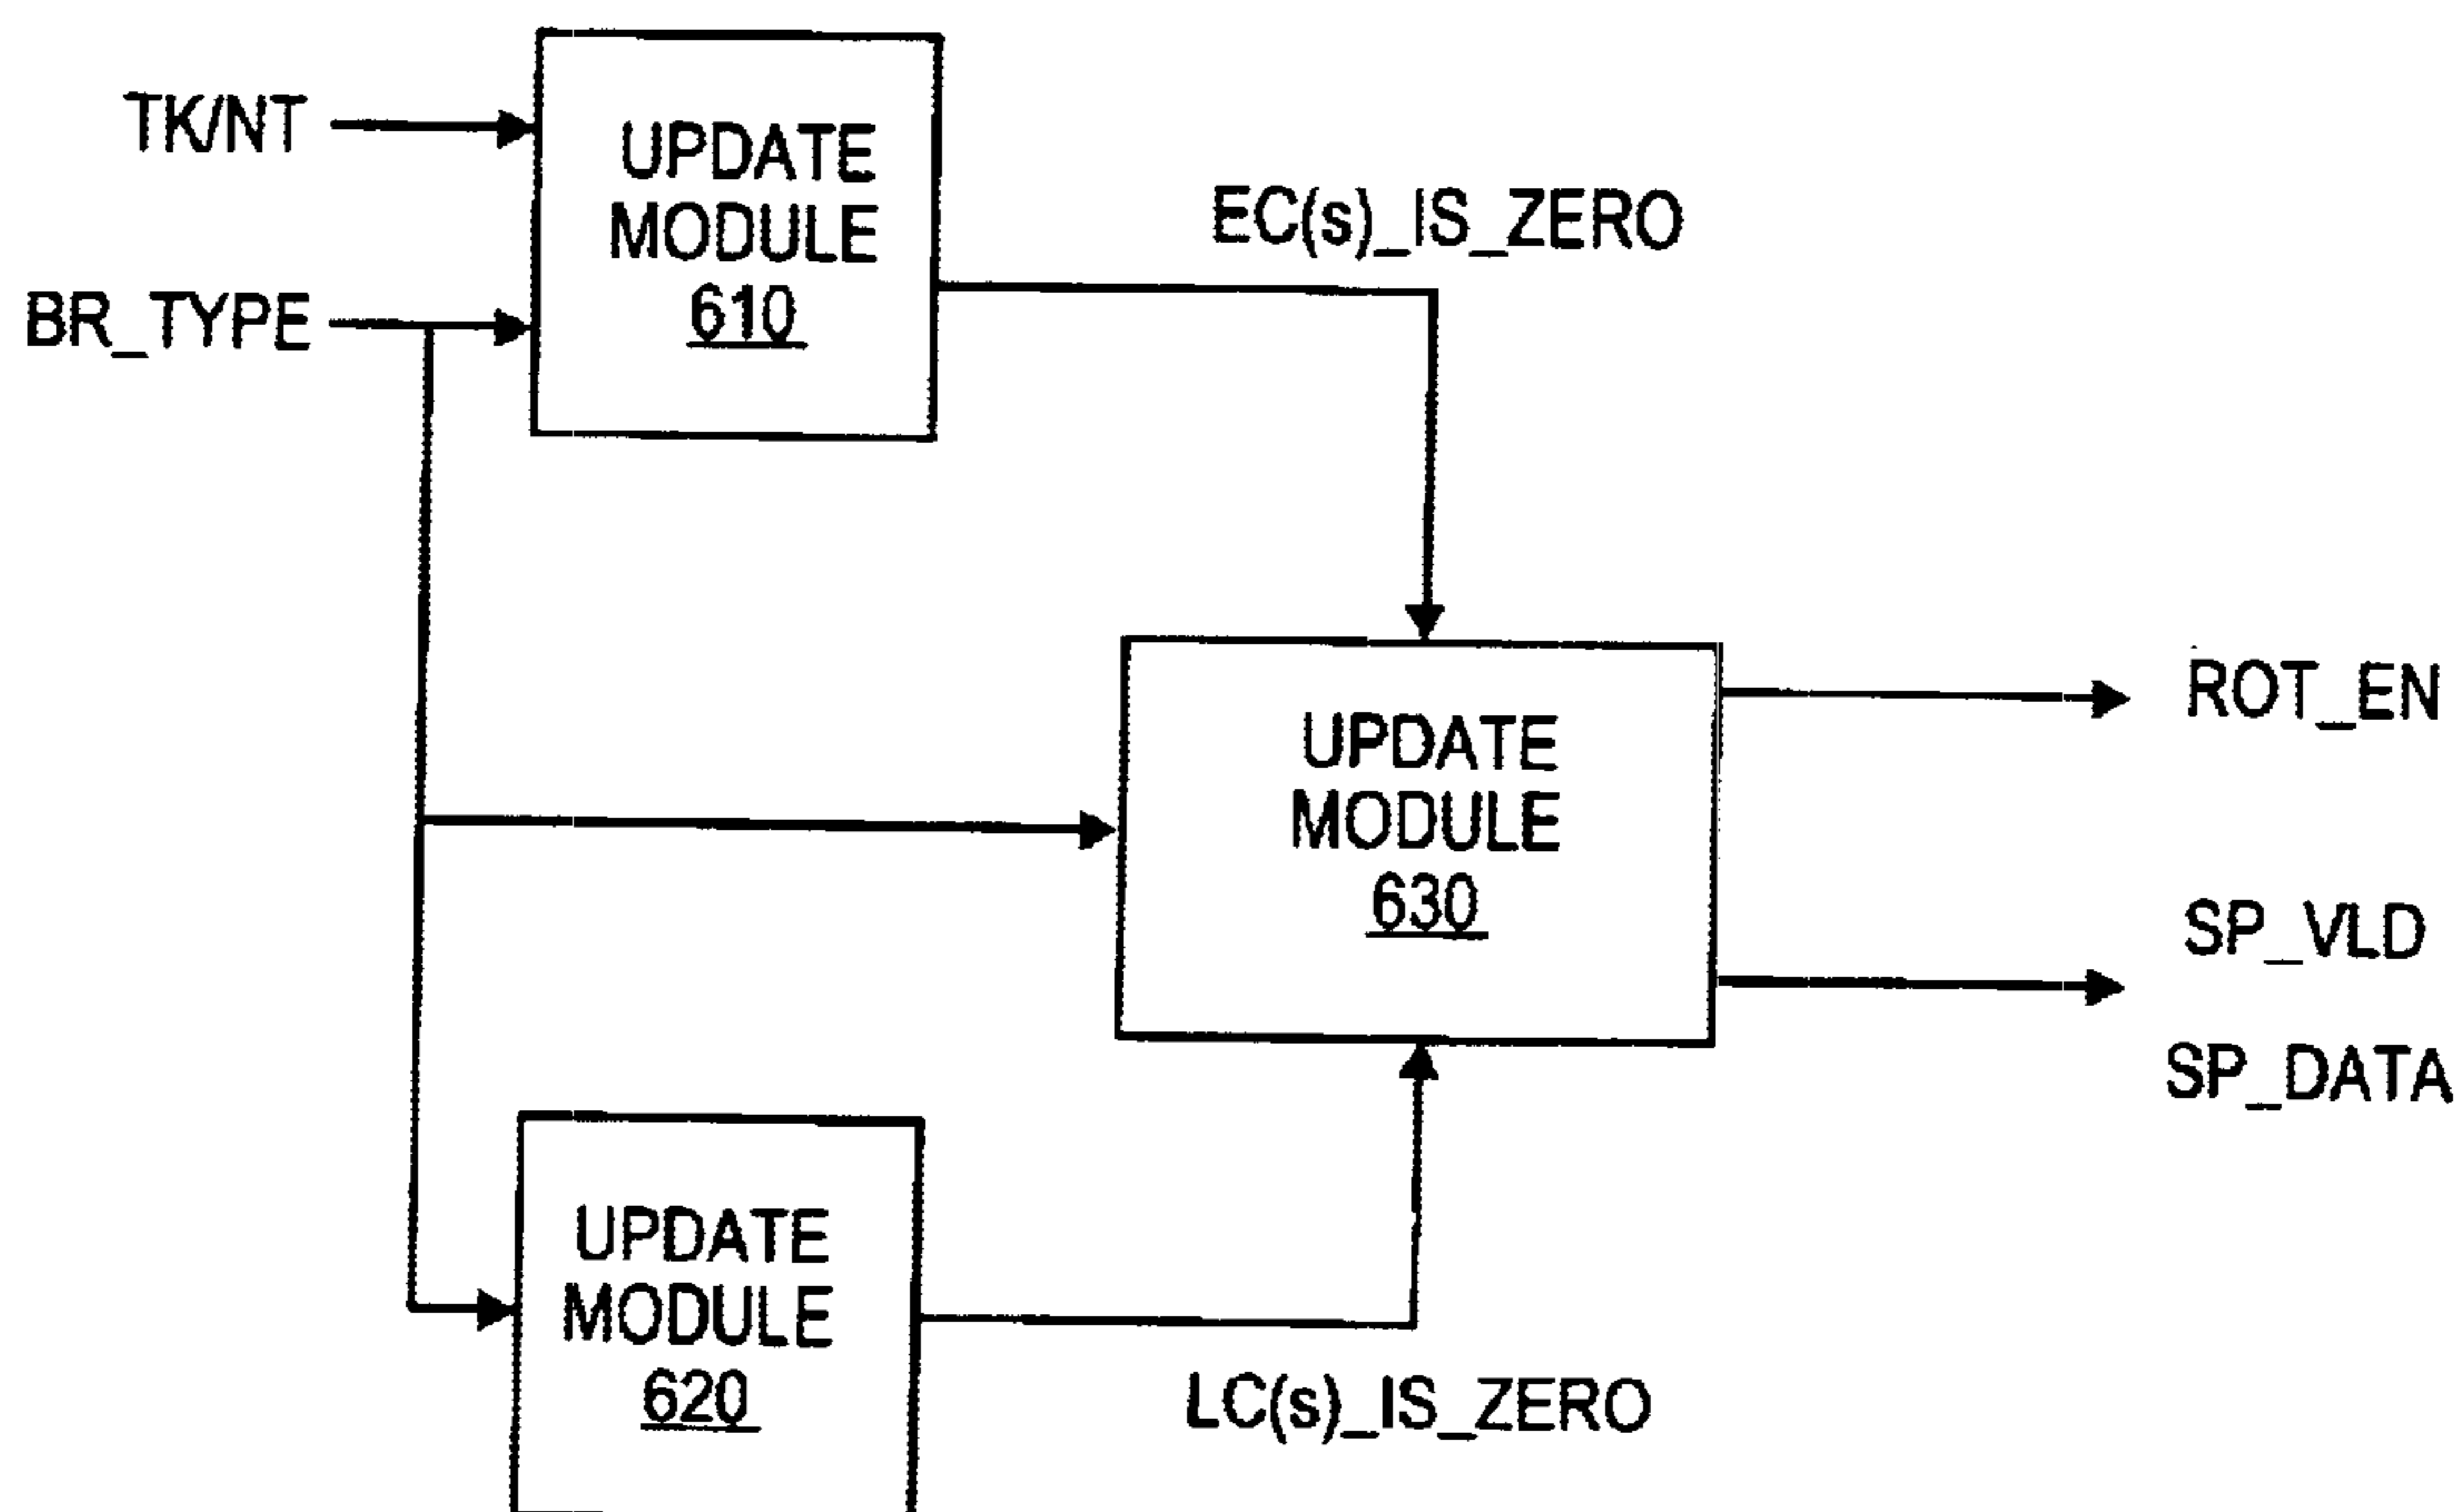 TK/NT
UPDATE
MODULE
610
EC(s)_IS_ZERO
BR_TYPE
UPDATE
MODULE
630
ROT_EN
SP_VLD
SP_DATA
UPDATE
MODULE
620
LC(s)_IS_ZERO